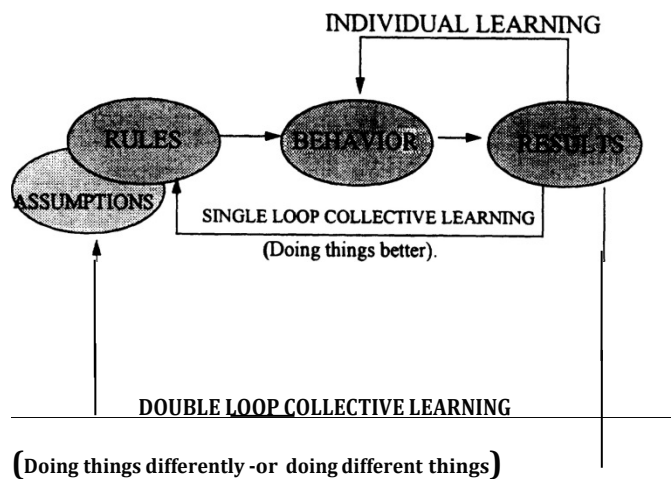 INDIVIDUAL LEARNING
RULES
BEHAVIOR
RESULTS
ASSUMPTIONS
SINGLE LOOP COLLECTIVE LEARNING
(Doing things better).
DOUBLE LOOP COLLECTIVE LEARNING
(Doing things differently -or doing different things)